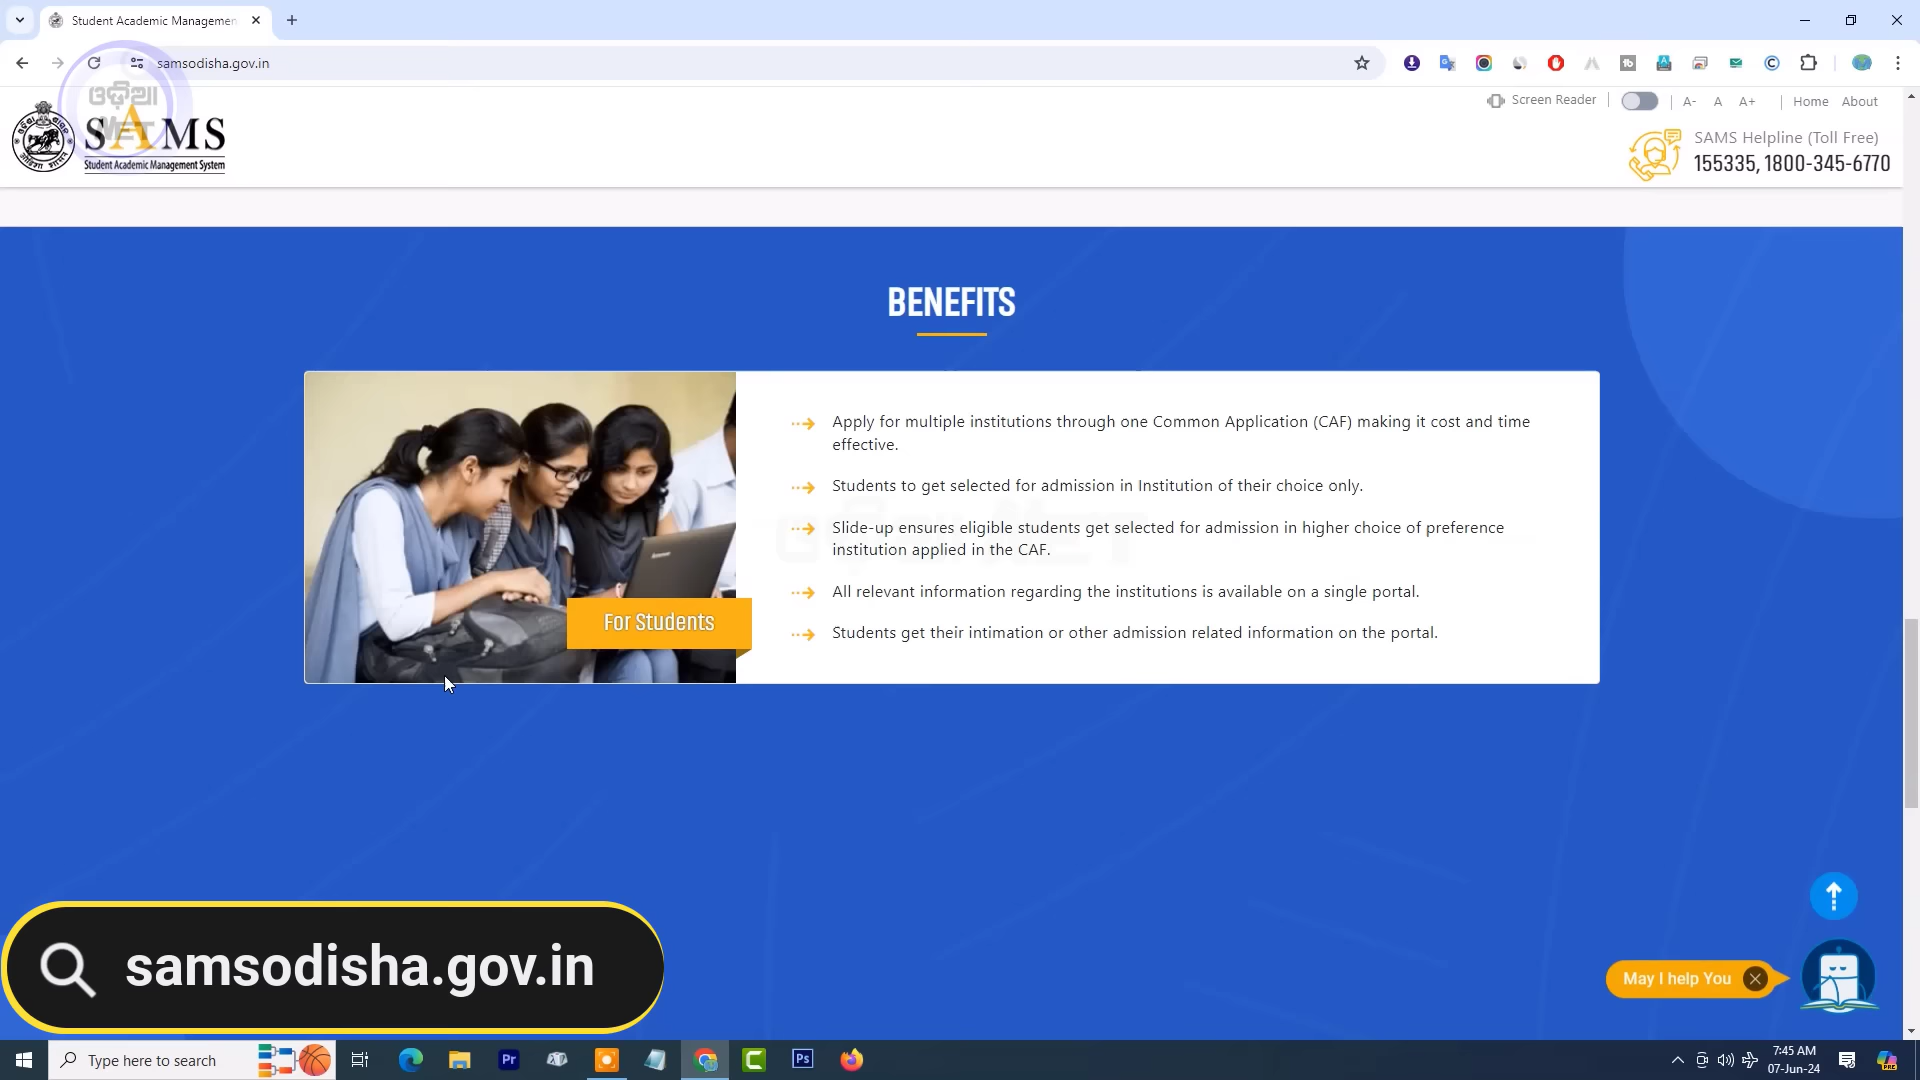 Student Academic Managemen
samsodisha.gov.in
ଓଡ଼ିଆ
NET
SAMS
Student Academic Management System
Screen Reader
A- A A+
Home About
SAMS Helpline (Toll Free)
155335, 1800-345-6770
BENEFITS
For Students
Apply for multiple institutions through one Common Application (CAF) making it cost and time
effective.
Students to get selected for admission in Institution of their choice only.
Slide-up ensures eligible students get selected for admission in higher choice of preference
institution applied in the CAF.
All relevant information regarding the institutions is available on a single portal.
Students get their intimation or other admission related information on the portal.
samsodisha.gov.in
May I help You
Type here to search
Pr
Ps
7:45 AM
07-Jun-24